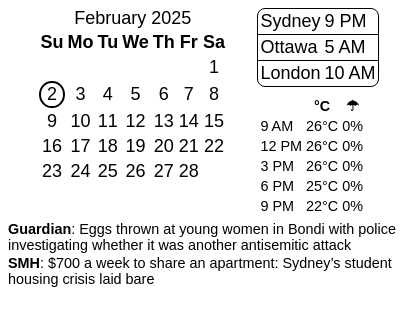 February 2025
Su Mo Tu We Th Fr Sa
1
2 3 4 5 6 7 8
9 10 11 12 13 14 15
16 17 18 19 20 21 22
23 24 25 26 27 28
Sydney 9 PM
Ottawa 5 AM
London 10 AM
°C ☂
9 AM 26°C 0%
12 PM 26°C 0%
3 PM 26°C 0%
6 PM 25°C 0%
9 PM 22°C 0%
Guardian: Eggs thrown at young women in Bondi with police
investigating whether it was another antisemitic attack
SMH: $700 a week to share an apartment: Sydney’s student
housing crisis laid bare